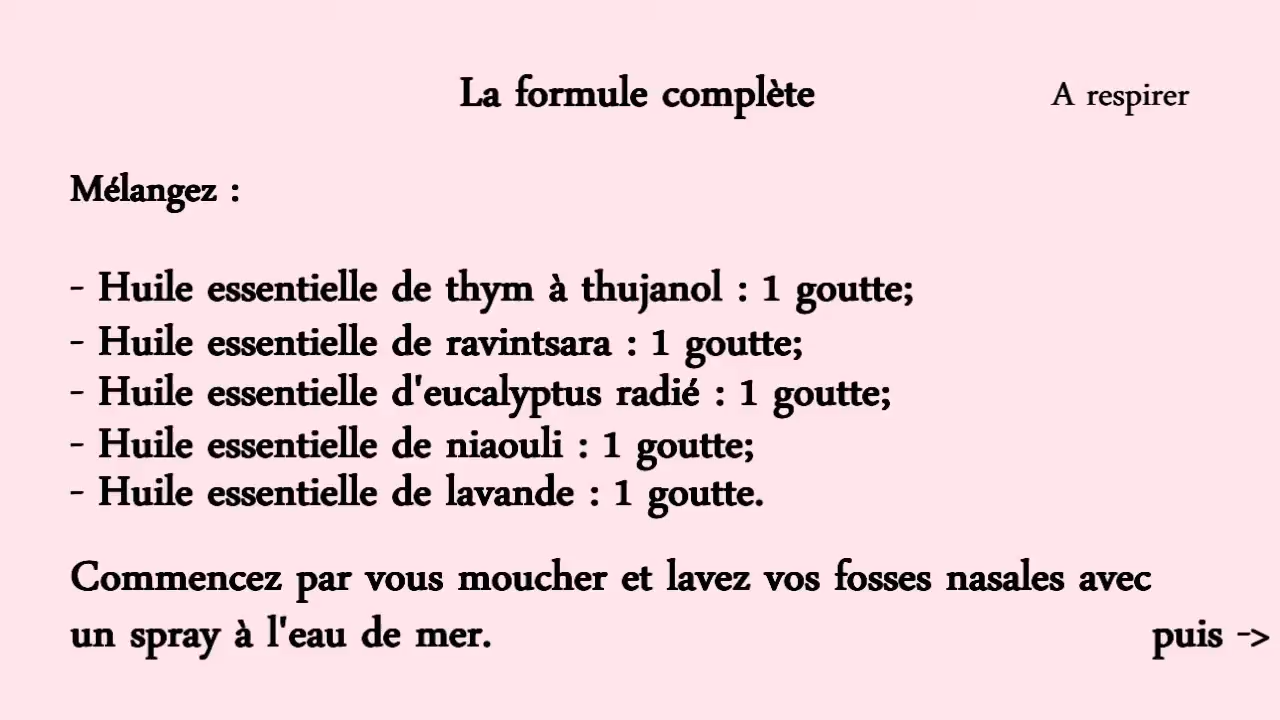 La formule complète
A respirer
Mélangez :
- Huile essentielle de thym à thujanol : 1 goutte;
- Huile essentielle de ravintsara : 1 goutte;
- Huile essentielle d'eucalyptus radié : 1 goutte;
- Huile essentielle de niaouli : 1 goutte;
- Huile essentielle de lavande : 1 goutte.
Commencez par vous moucher et lavez vos fosses nasales avec
un spray à l'eau de mer.
puis ->